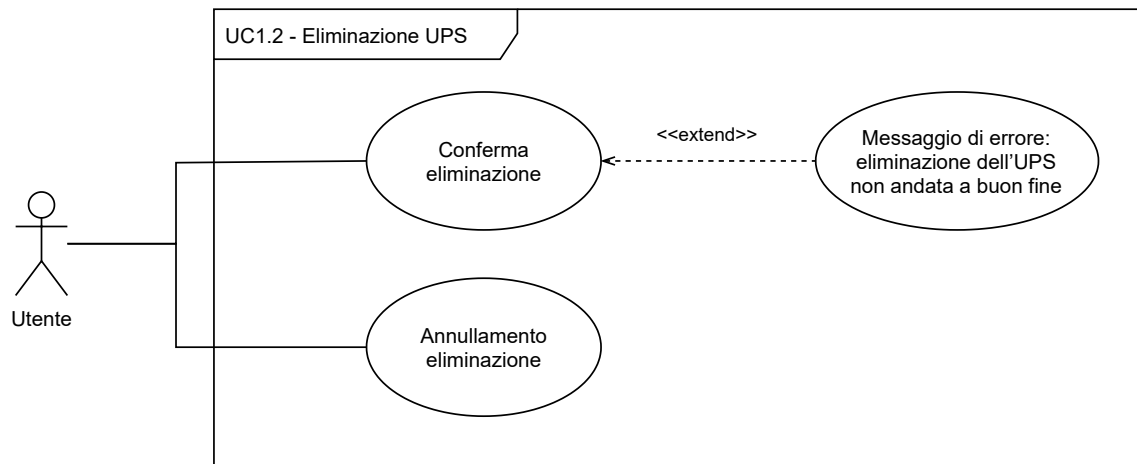 UC1.2 - Eliminazione UPS
Conferma
eliminazione
<<extend>>
Messaggio di errore:
eliminazione dell'UPS
non andata a buon fine
Utente
Annullamento
eliminazione